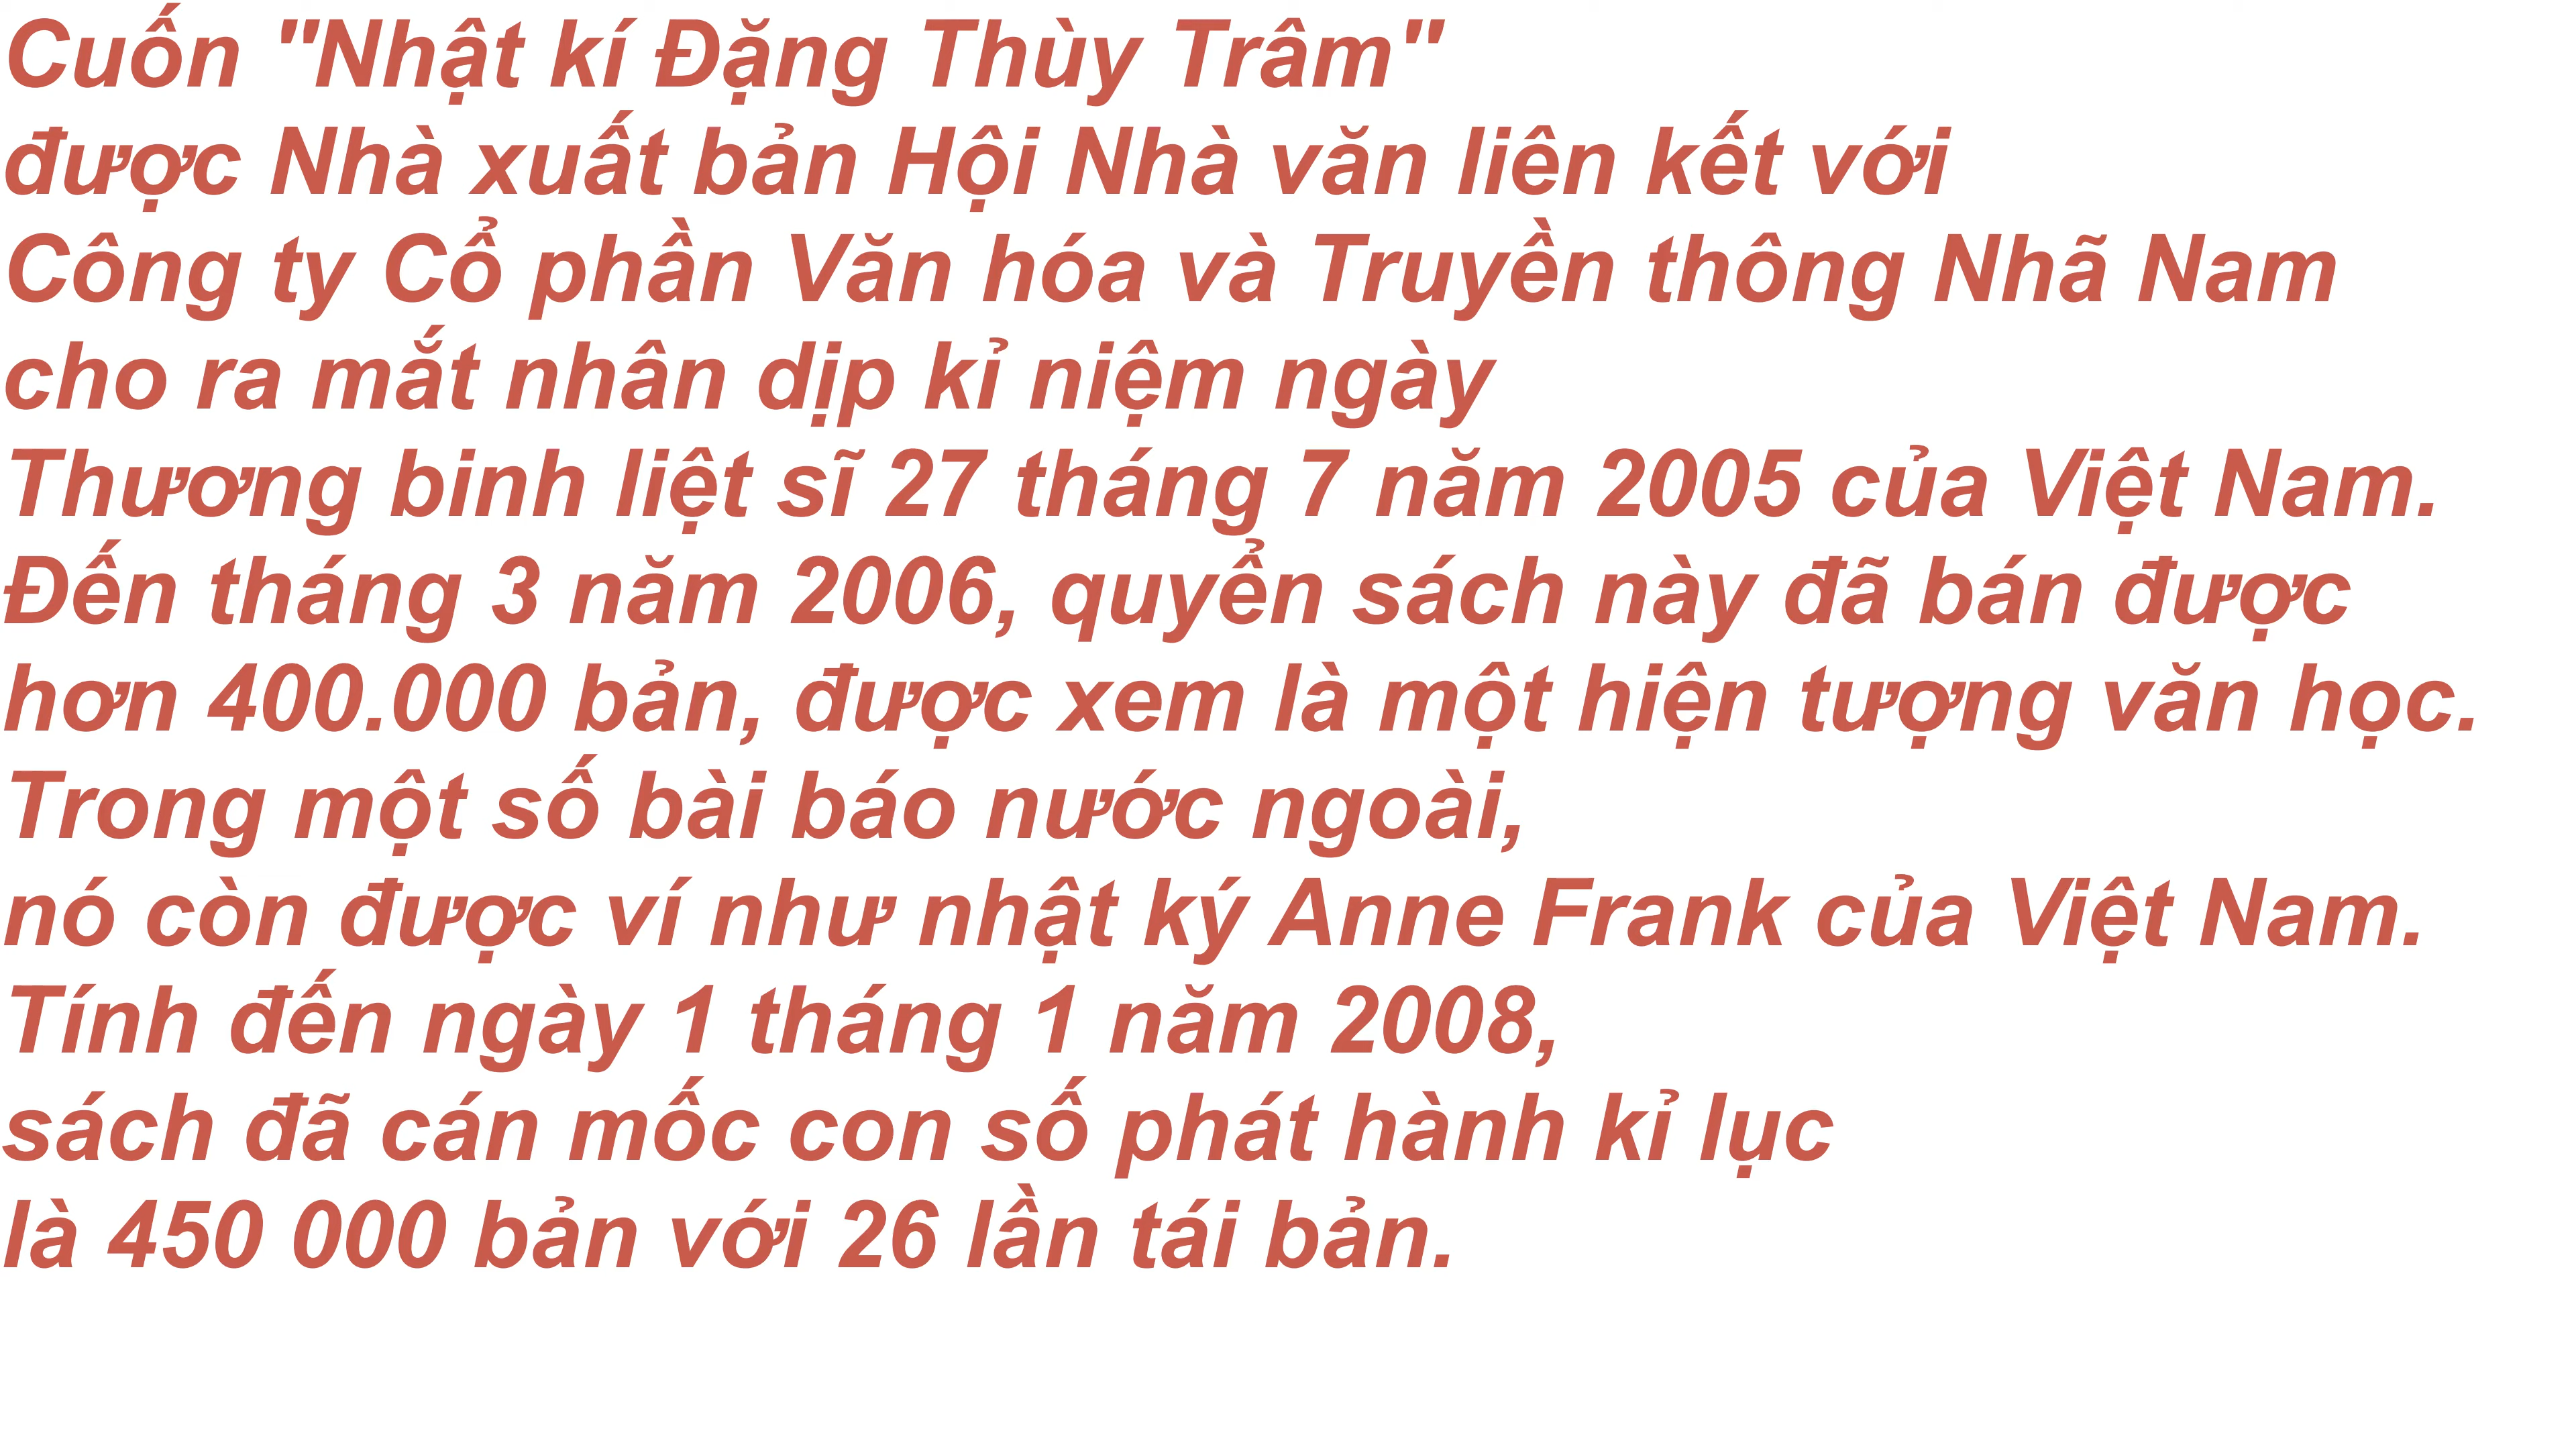 Cuốn "Nhật kí Đặng Thùy Trâm"
được Nhà xuất bản Hội Nhà văn liên kết với
Công ty Cổ phần Văn hóa và Truyền thông Nhã Nam
cho ra mắt nhân dịp kỉ niệm ngày
Thương binh liệt sĩ 27 tháng 7 năm 2005 của Việt Nam.
Đến tháng 3 năm 2006, quyển sách này đã bán được
hơn 400.000 bản, được xem là một hiện tượng văn học.
Trong một số bài báo nước ngoài,
nó còn được ví như nhật ký Anne Frank của Việt Nam.
Tính đến ngày 1 tháng 1 năm 2008,
sách đã cán mốc con số phát hành kỉ lục
là 450 000 bản với 26 lần tái bản.